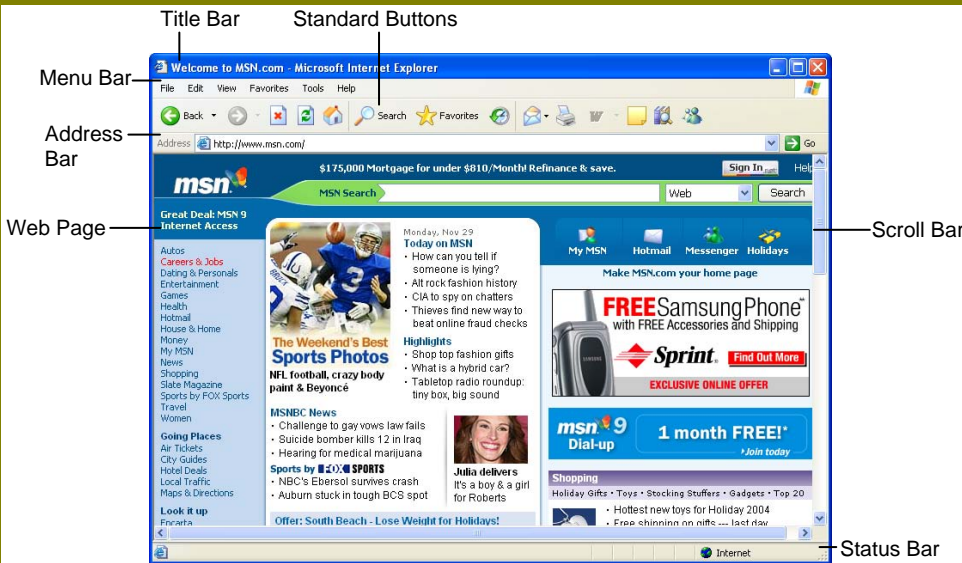 Title Bar
Standard Buttons
Welcome to MSN.com - Microsoft Internet Explorer
Menu Bar
File Edit View Favorites Tools Help
Back Search Favorites W
Address Bar
Address http://www.msn.com/ Go
msn
$175,000 Mortgage for under $810/Month! Refinance & save.
Sign In .net Help
MSN Search Web Search
Web Page
Great Deal: MSN 9
Internet Access
Autos
Careers & Jobs
Dating & Personals
Entertainment
Games
Health
Hotmail
House & Home
Money
My MSN
News
Shopping
Slate Magazine
Sports by FOX Sports
Travel
Women
Going Places
Air Tickets
City Guides
Hotel Deals
Local Traffic
Maps & Directions
Look it up
Encarta
The Weekend's Best
Sports Photos
NFL football, crazy body
paint & Beyoncé
Monday, Nov 29
Today on MSN
· How can you tell if
someone is lying?
· Alt rock fashion history
· CIA to spy on chatters
· Thieves find new way to
beat online fraud checks
Highlights
· Shop top fashion gifts
· What is a hybrid car?
· Tabletop radio roundup:
tiny box, big sound
MSNBC News
· Challenge to gay vows law fails
· Suicide bomber kills 12 in Iraq
· Hearing for medical marijuana
Sports by FOX SPORTS
· NBC's Ebersol survives crash
· Auburn stuck in tough BCS spot
Julia delivers
It's a boy & a girl
for Roberts
Offer: South Beach - Lose Weight for Holidays!
My MSN Hotmail Messenger Holidays
Scroll Bar
Make MSN.com your home page
FREE Samsung Phone
with FREE Accessories and Shipping
SAMSUNG
Sprint. Find Out More
EXCLUSIVE ONLINE OFFER
msn 9
Dial-up
1 month FREE!*
Join today
Shopping
Holiday Gifts • Toys • Stocking Stuffers • Gadgets • Top 20
· Hottest new toys for Holiday 2004
· Free shipping on gifts --- last day
Internet
Status Bar